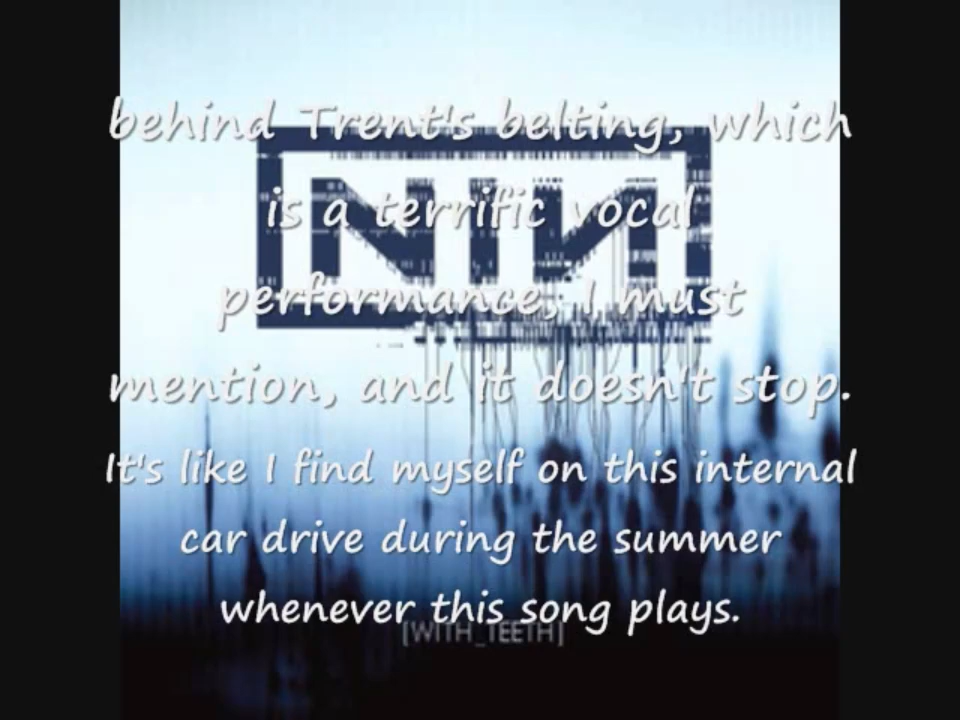 behind Trent's belting, which
NIN
is a terrific vocal
performance, I must
mention, and it doesn't stop.
It's like I find myself on this internal
car drive during the summer
whenever this song plays.
[WITH_TEETH]